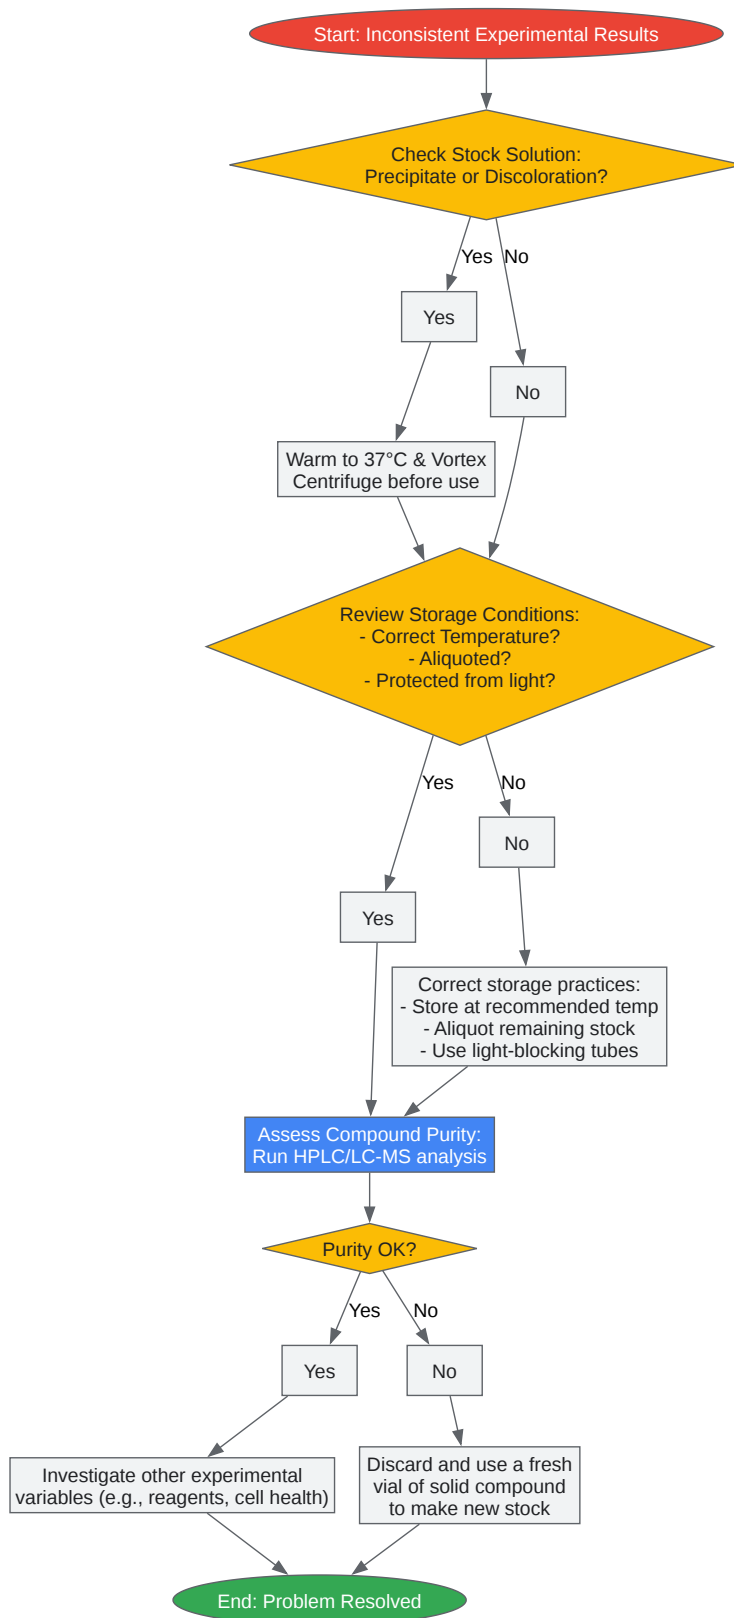 Start: Inconsistent Experimental Results
Check Stock Solution:
Precipitate or Discoloration?
Yes
No
Yes
No
Warm to 37°C & Vortex
Centrifuge before use
Review Storage Conditions:
- Correct Temperature?
- Aliquoted?
- Protected from light?
Yes
No
No
Yes
Correct storage practices:
- Store at recommended temp
- Aliquot remaining stock
- Use light-blocking tubes
Assess Compound Purity:
Run HPLC/LC-MS analysis
Purity OK?
Yes
No
Yes
No
Investigate other experimental
variables (e.g., reagents, cell health)
Discard and use a fresh
vial of solid compound
to make new stock
End: Problem Resolved